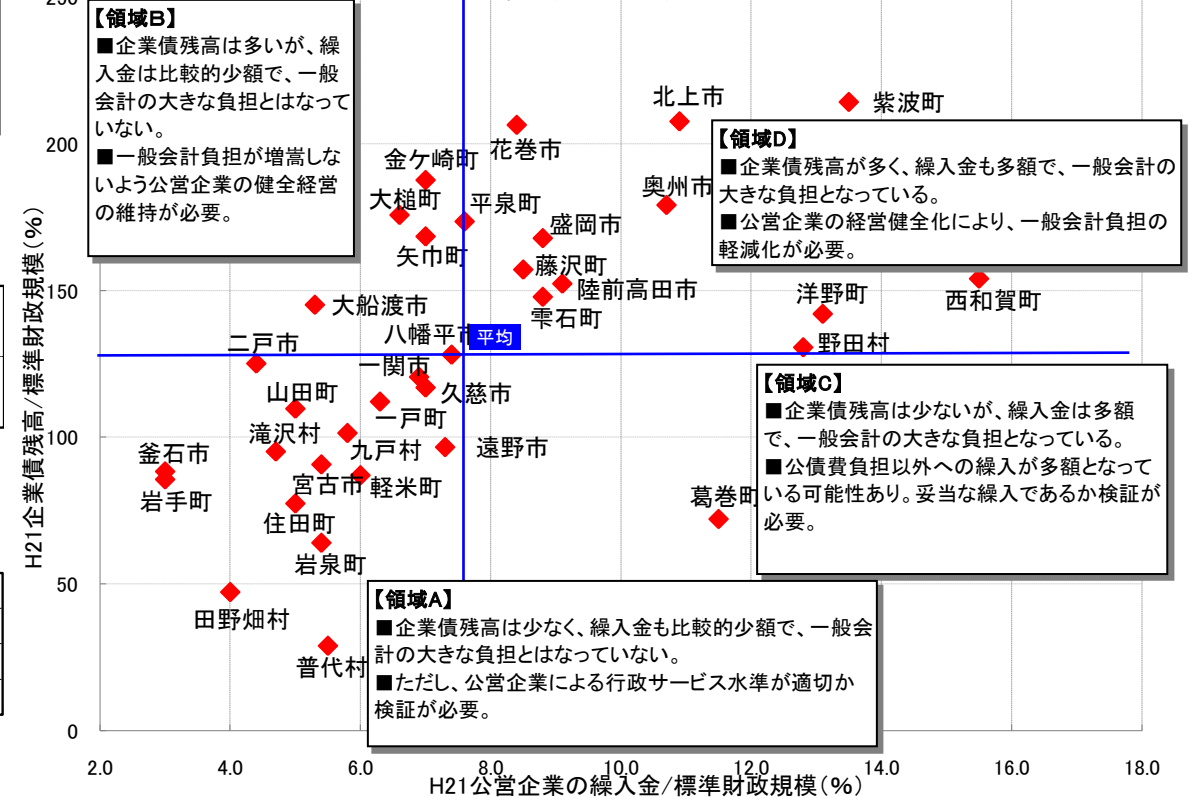 250
【領域B】
■企業債残高は多いが、繰
入金は比較的少額で、一般
会計の大きな負担とはなって
いない。
■一般会計負担が増嵩しな
いよう公営企業の健全経営
の維持が必要。
北上市
紫波町
200
花巻市
金ケ崎町
【領域D】
■企業債残高が多く、繰入金も多額で、一般会計の
大きな負担となっている。
■公営企業の経営健全化により、一般会計負担の
軽減化が必要。
大槌町
平泉町
奥州市
盛岡市
矢巾町
藤沢町
陸前高田市
150
大船渡市
雫石町
洋野町
西和賀町
八幡平市
平均
野田村
二戸市
一関市
久慈市
【領域C】
■企業債残高は少ないが、繰入金は多額
で、一般会計の大きな負担となっている。
■公債費負担以外への繰入が多額となって
いる可能性あり。妥当な繰入であるか検証が
必要。
山田町
一戸町
100
滝沢村
九戸村
遠野市
釜石市
宮古市
軽米町
葛巻町
岩手町
住田町
岩泉町
50
田野畑村
普代村
【領域A】
■企業債残高は少なく、繰入金も比較的少額で、一般会
計の大きな負担とはなっていない。
■ただし、公営企業による行政サービス水準が適切か
検証が必要。
0
H21企業債残高/標準財政規模(%)
2.0 4.0 6.0 8.0 10.0 12.0 14.0 16.0 18.0
H21公営企業の繰入金/標準財政規模(%)